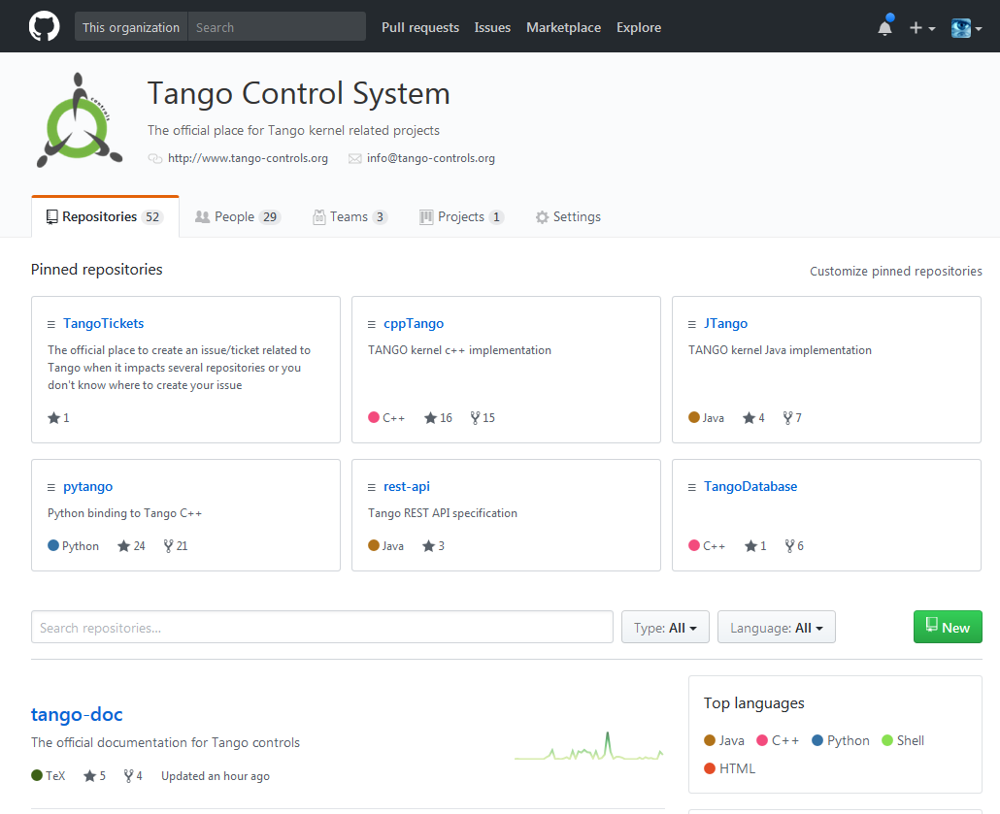 This organization Search Pull requests Issues Marketplace Explore
Tango Control System
The official place for Tango kernel related projects
http://www.tango-controls.org info@tango-controls.org
Repositories 52 People 29 Teams 3 Projects 1 Settings
Pinned repositories Customize pinned repositories
TangoTickets
The official place to create an issue/ticket related to
Tango when it impacts several repositories or you
don't know where to create your issue
1
cppTango
TANGO kernel c++ implementation
C++ 16 15
JTango
TANGO kernel Java implementation
Java 4 7
pytango
Python binding to Tango C++
Python 24 21
rest-api
Tango REST API specification
Java 3
TangoDatabase
C++ 1 6
Search repositories... Type: All Language: All New
tango-doc
The official documentation for Tango controls
TeX 5 4 Updated an hour ago
Top languages
Java C++ Python Shell
HTML